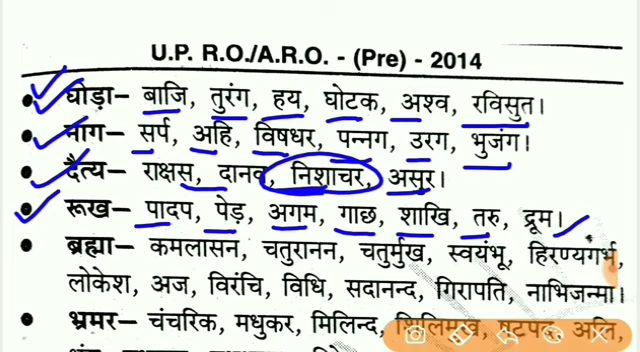 U.P. R.O./A.R.O. - (Pre) - 2014
• घोड़ा– बाजि, तुरंग, हय, घोटक, अश्व, रविसुत।
• नाग– सर्प, अहि, विषधर, पन्नग, उरग, भुजंग।
• दैत्य– राक्षस, दानव, निशाचर, असुर।
• रूख– पादप, पेड़, अगम, गाछ, शाखि, तरु, द्रूम।
• ब्रह्मा– कमलासन, चतुरानन, चतुर्मुख, स्वयंभू, हिरण्यगर्भ,
लोकेश, अज, विरंचि, विधि, सदानन्द, गिरापति, नाभिजन्मा।
• भ्रमर– चंचरिक, मधुकर, मिलिन्द,